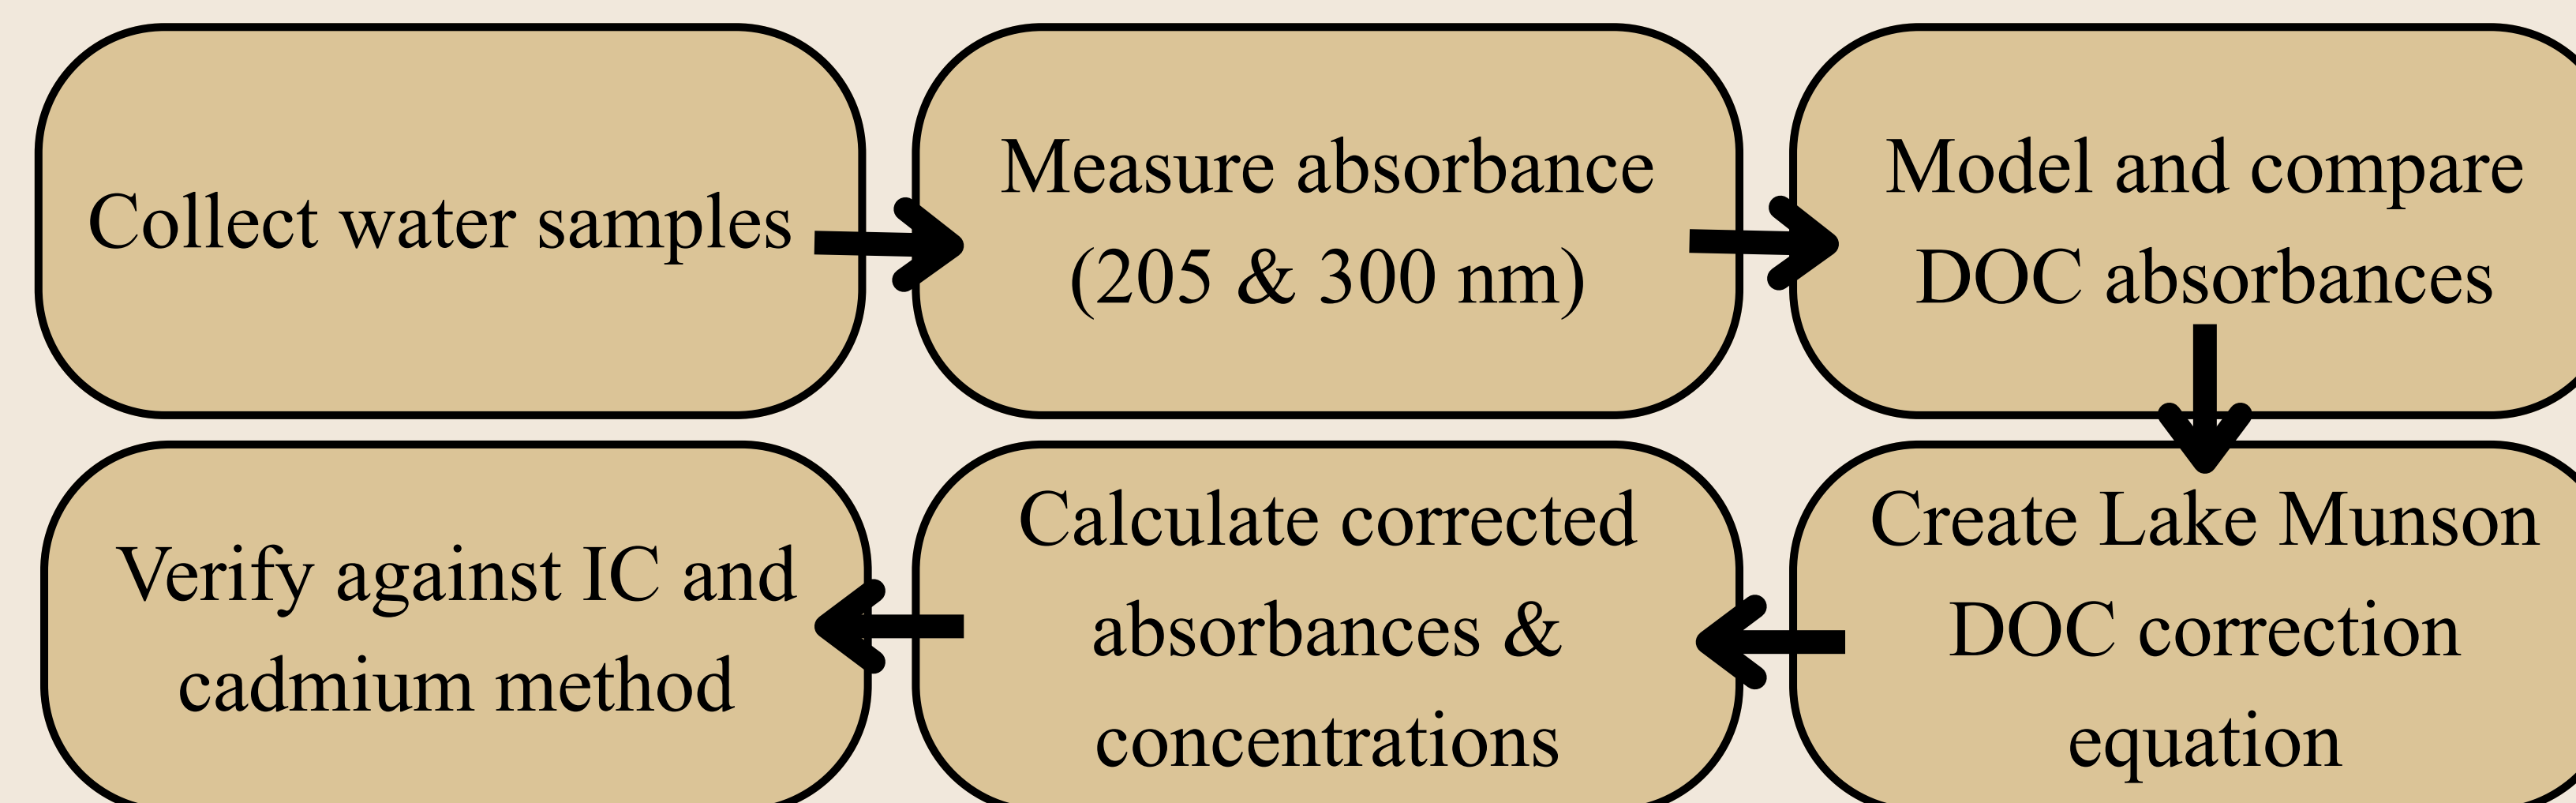 Collect water samples
Measure absorbance
(205 & 300 nm)
Model and compare
DOC absorbances
Create Lake Munson
DOC correction
equation
Calculate corrected
absorbances &
concentrations
Verify against IC and
cadmium method